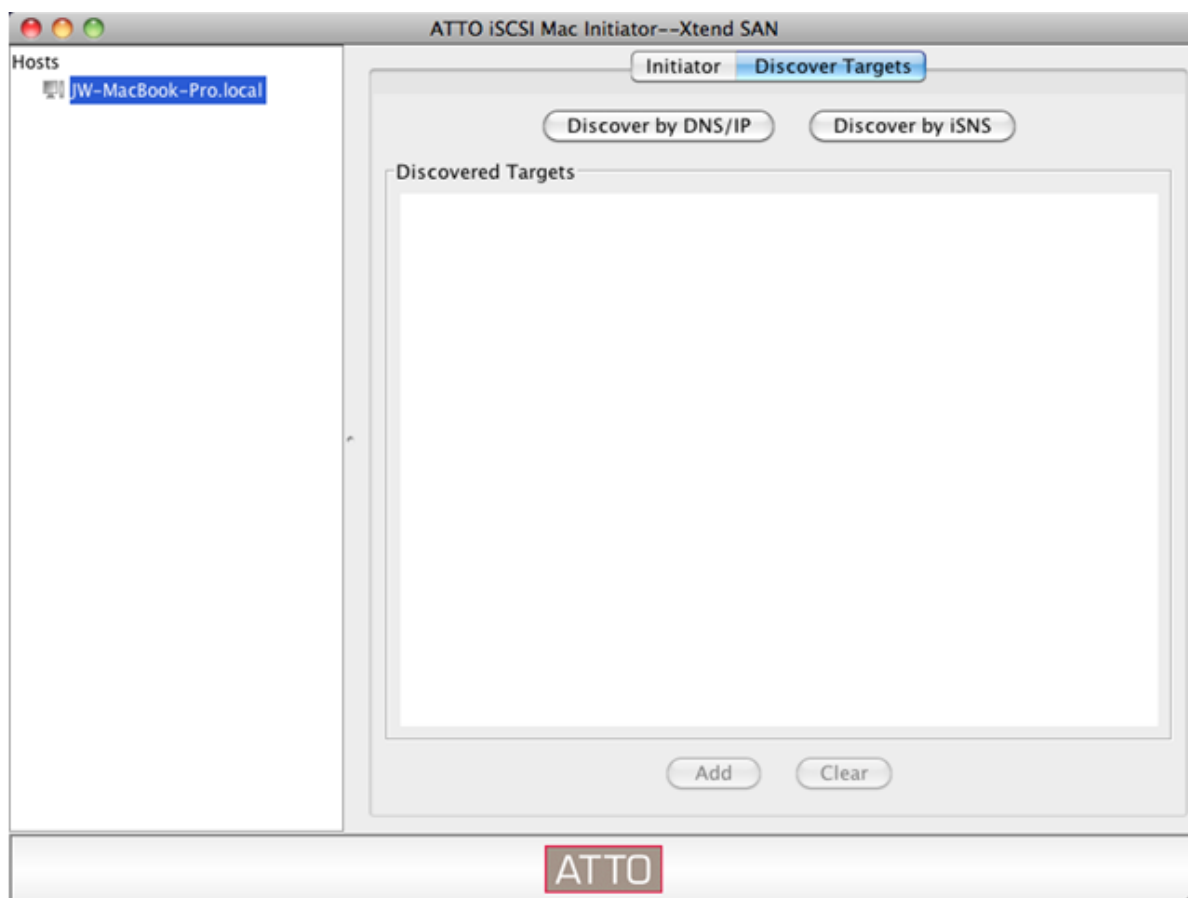 ATTO iSCSI Mac Initiator--Xtend SAN
Hosts
JW-MacBook-Pro.local
Initiator Discover Targets
Discover by DNS/IP Discover by iSNS
Discovered Targets
Add Clear
ATTO